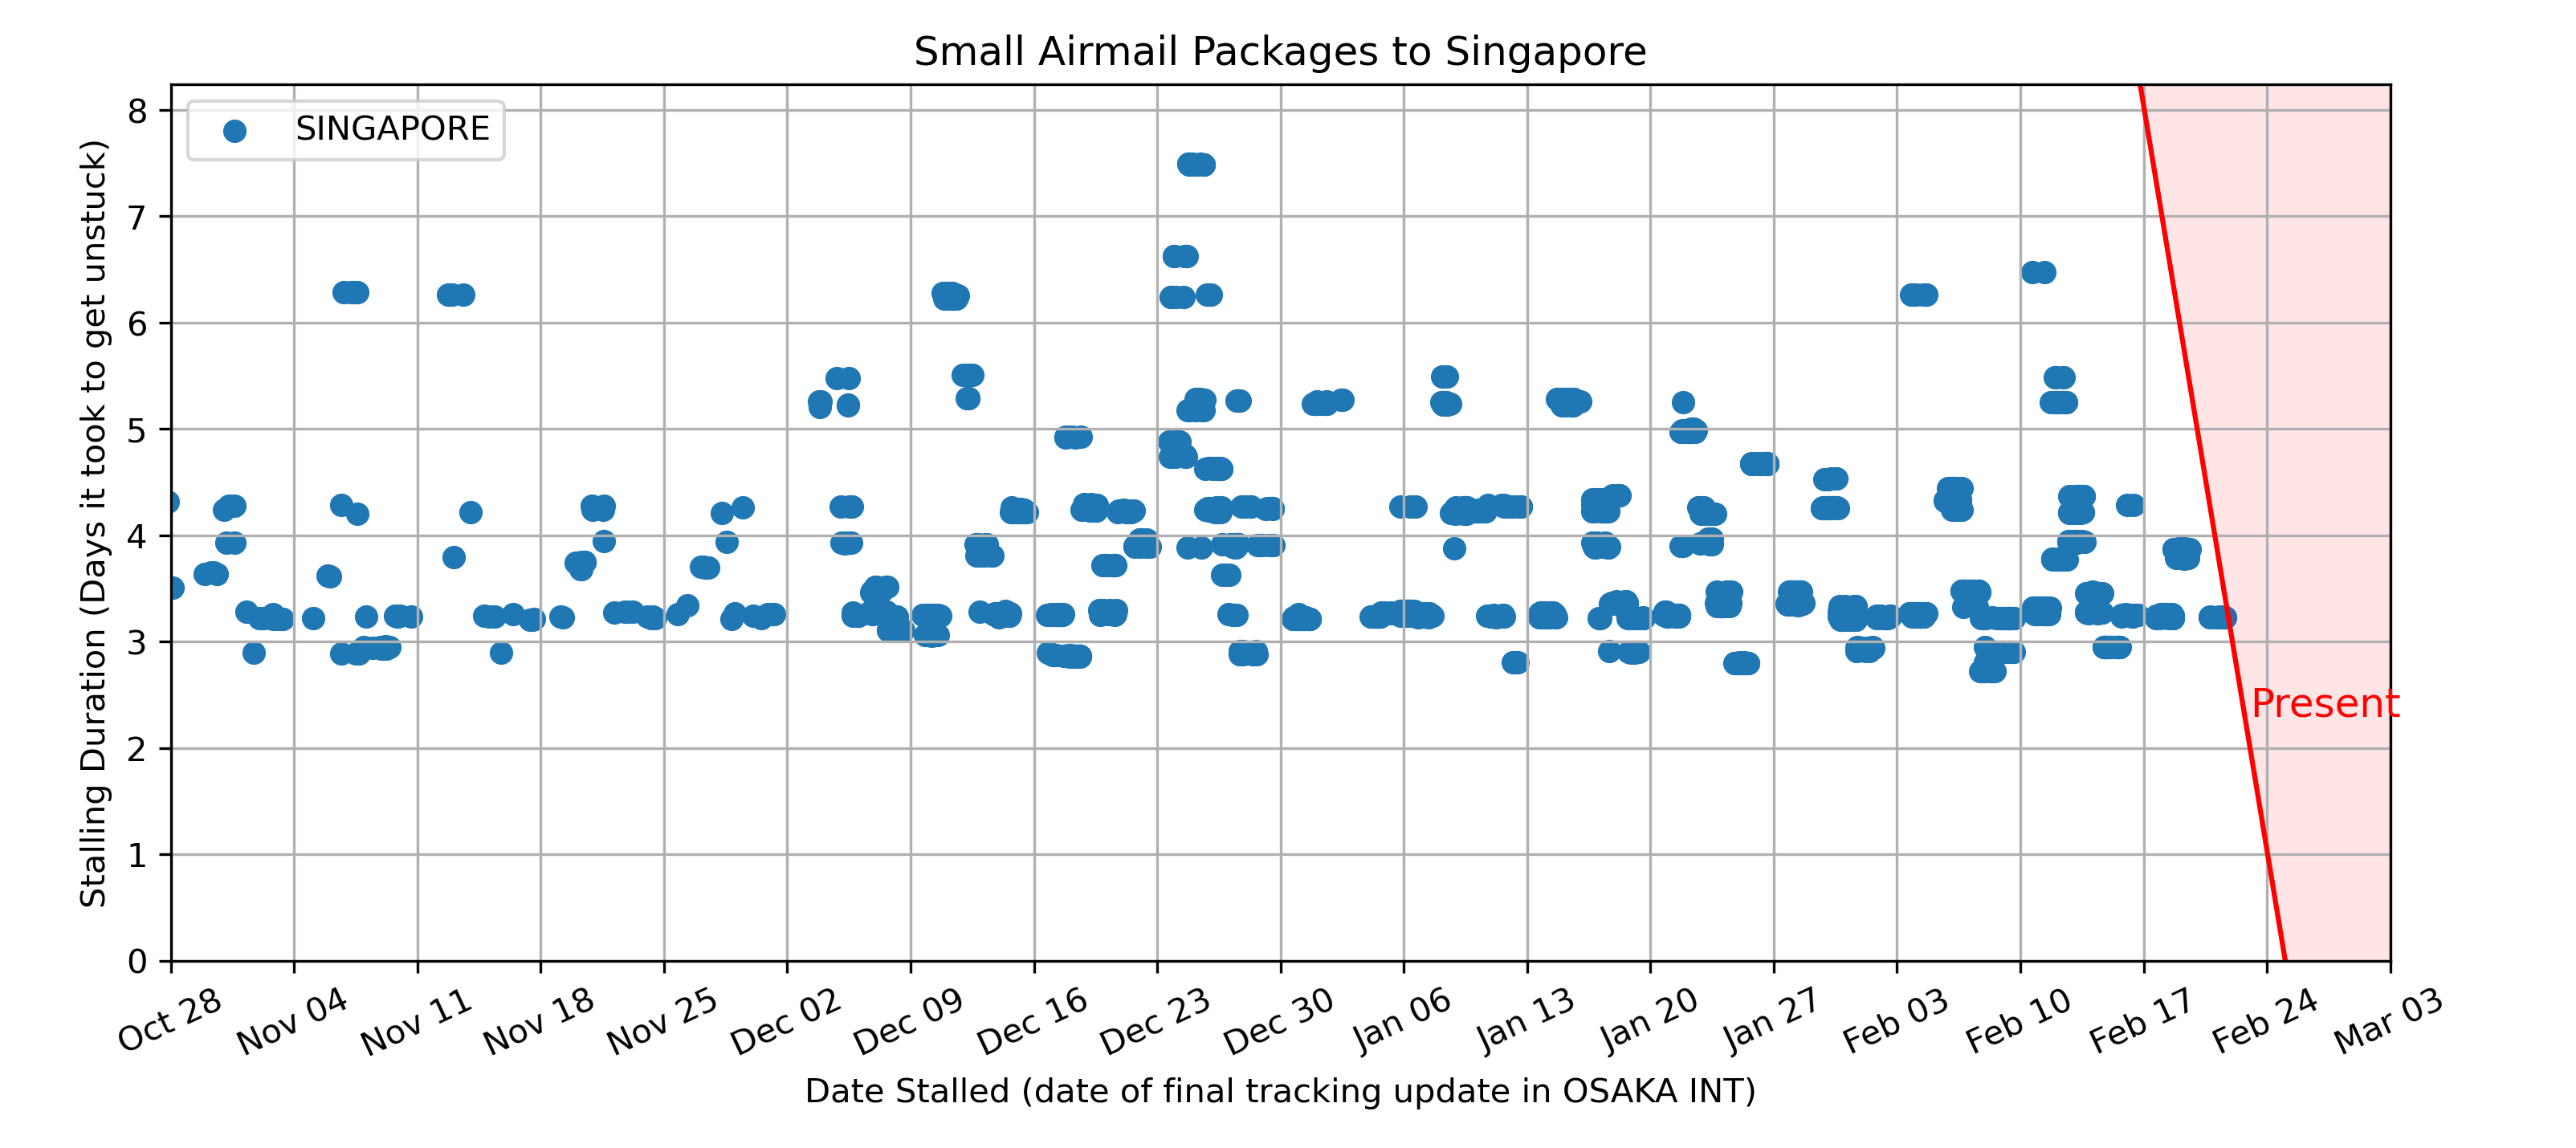 Small Airmail Packages to Singapore
SINGAPORE
Stalling Duration (Days it took to get unstuck)
8
7
6
5
4
3
2
1
0
Present
Oct 28
Nov 04
Nov 11
Nov 18
Nov 25
Dec 02
Dec 09
Dec 16
Dec 23
Dec 30
Jan 06
Jan 13
Jan 20
Jan 27
Feb 03
Feb 10
Feb 17
Feb 24
Mar 03
Date Stalled (date of final tracking update in OSAKA INT)